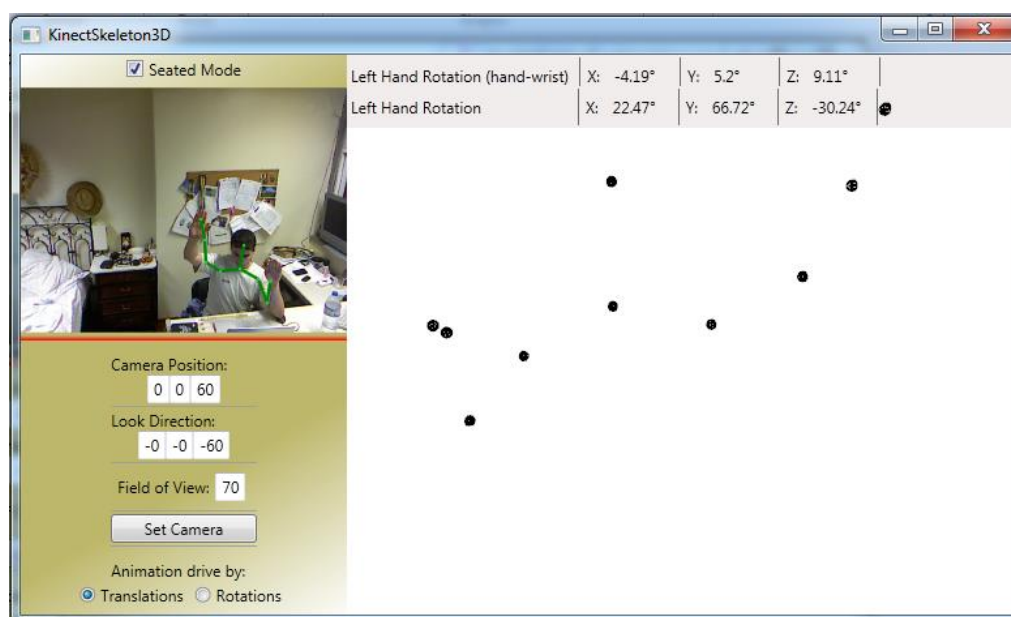 KinectSkeleton3D
Seated Mode
Left Hand Rotation (hand-wrist) X: -4.19° Y: 5.2° Z: 9.11°
Left Hand Rotation X: 22.47° Y: 66.72° Z: -30.24°
Camera Position:
0 0 60
Look Direction:
-0 -0 -60
Field of View: 70
Set Camera
Animation drive by:
Translations Rotations